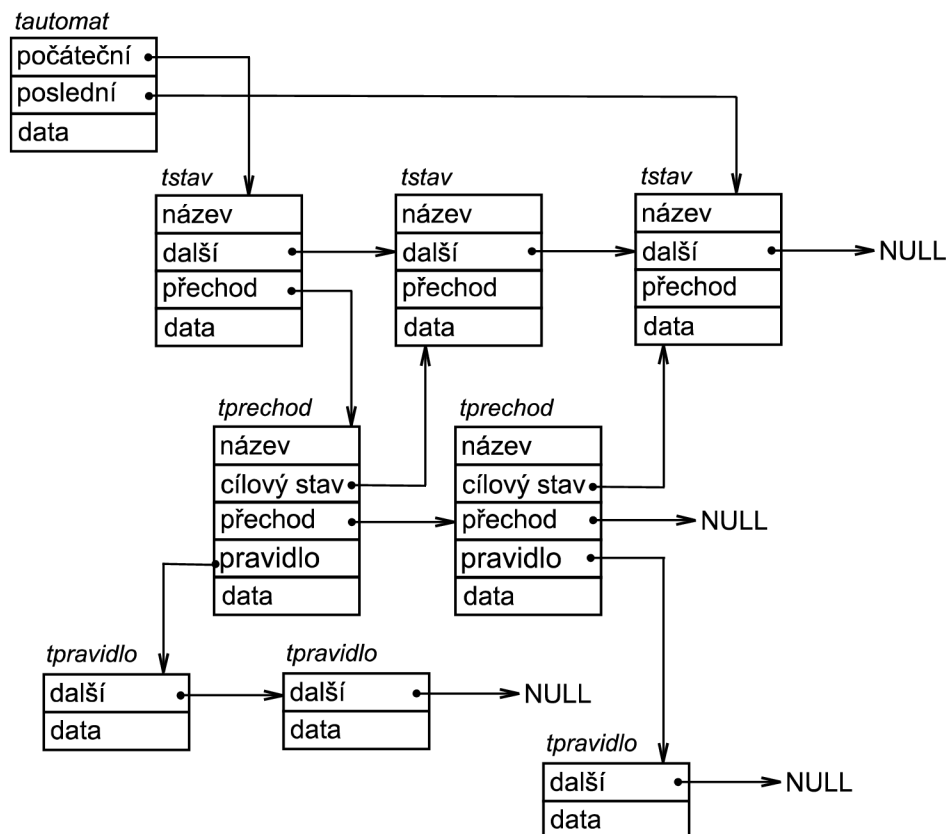 tautomat
počáteční
poslední
data
tstav
název
další
přechod
data
tstav
název
další
přechod
data
tstav
název
další
přechod
data
NULL
tprechod
název
cílový stav
přechod
pravidlo
data
tprechod
název
cílový stav
přechod
pravidlo
data
NULL
tpravidlo
další
data
tpravidlo
další
data
NULL
tpravidlo
další
data
NULL